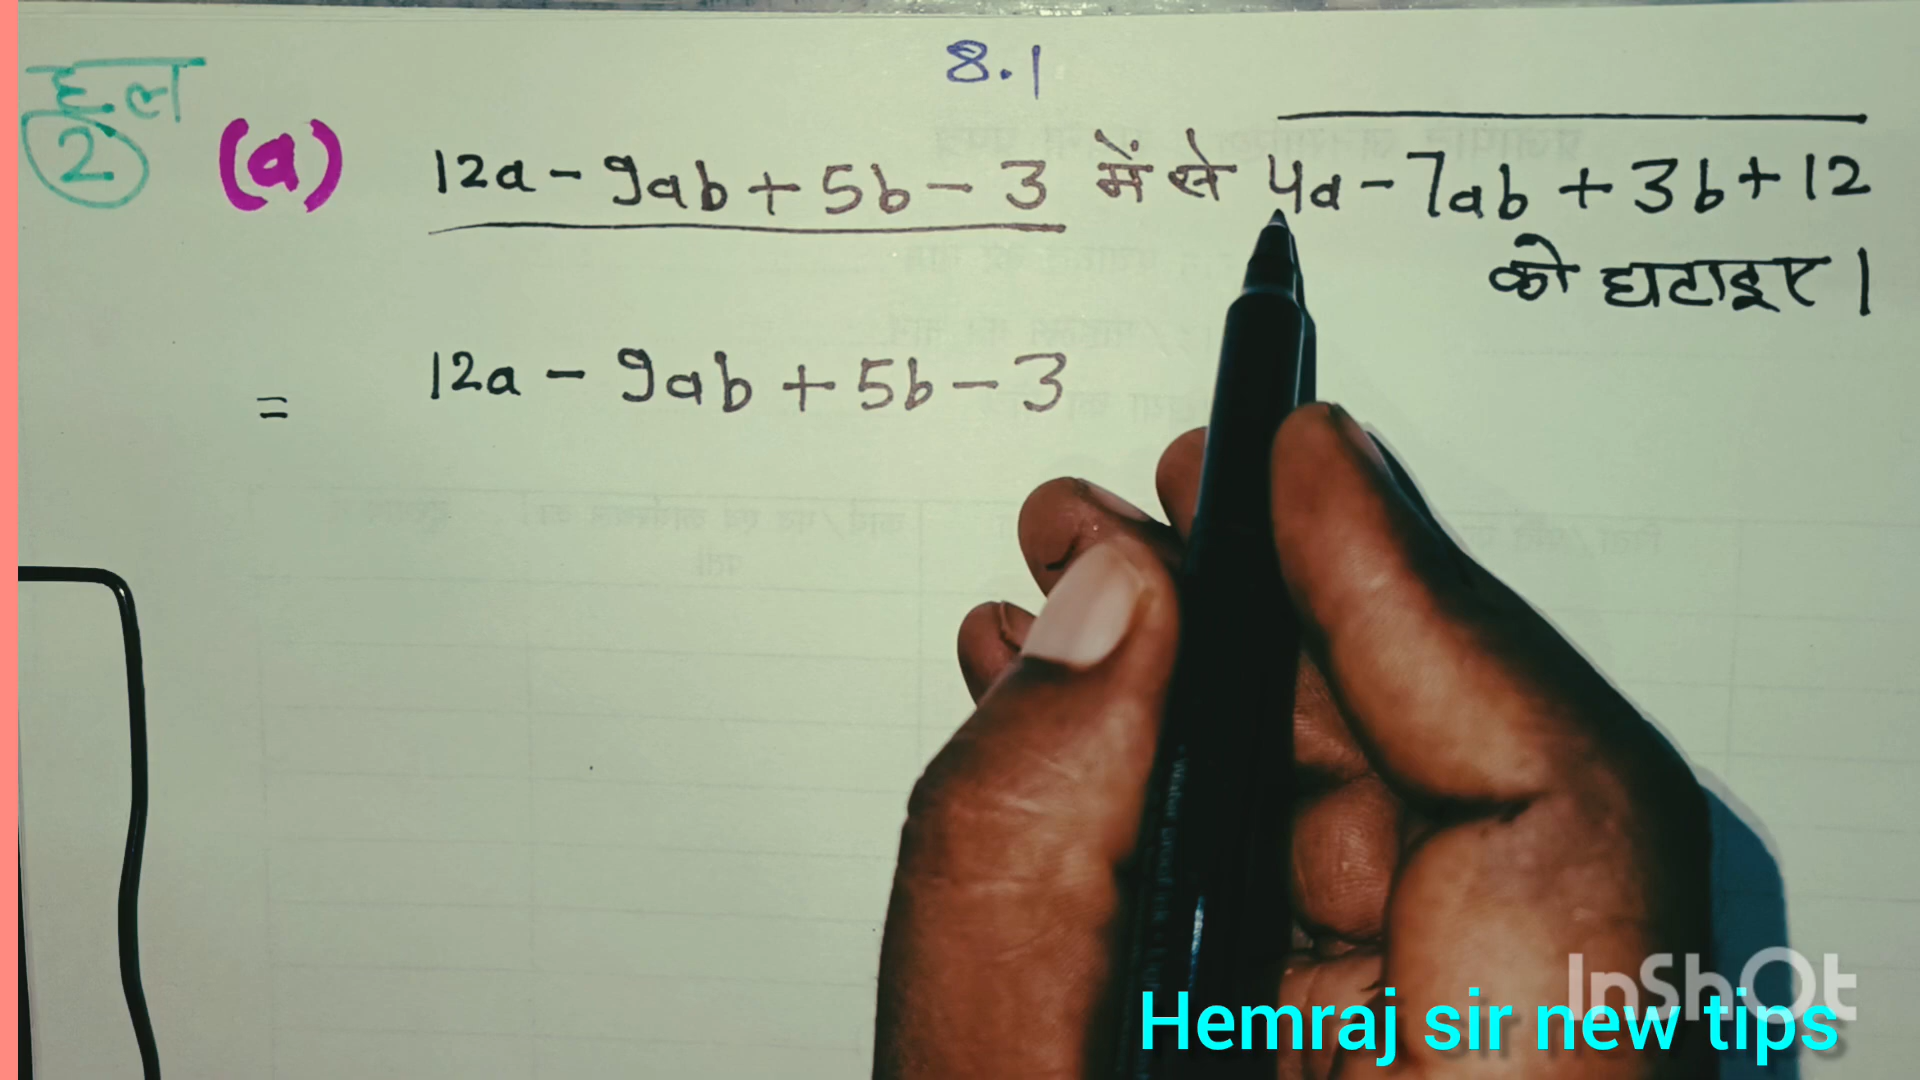 8.1
हल
2 (a) 12a - 9ab + 5b - 3 में से 4a - 7ab + 3b + 12
को घटाइए।
= 12a - 9ab + 5b - 3
InShOt
Hemraj sir new tips